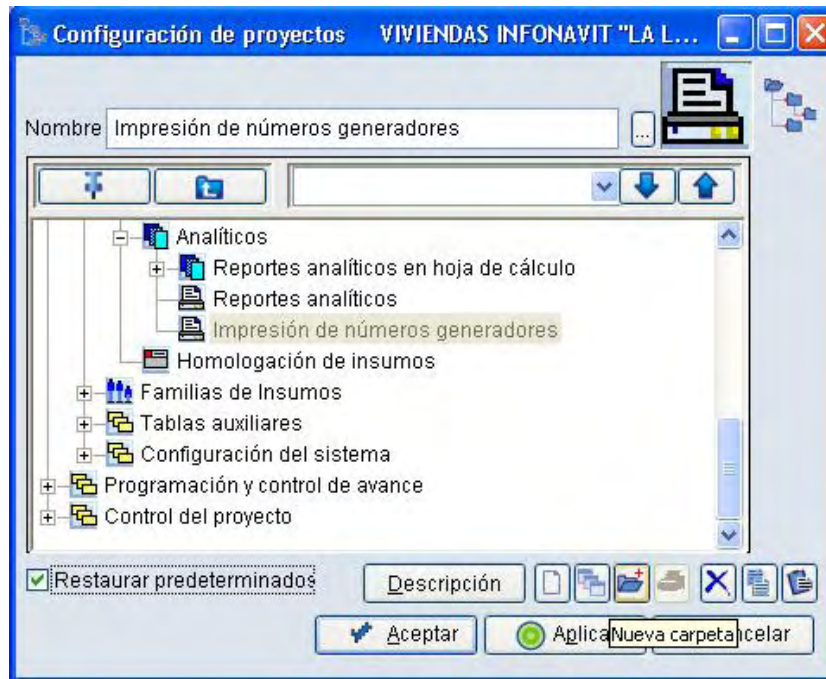 Configuración de proyectos VIVIENDAS INFONAVIT "LA L...
Nombre Impresión de números generadores ...
Analíticos
Reportes analíticos en hoja de cálculo
Reportes analíticos
Impresión de números generadores
Homologación de insumos
Familias de Insumos
Tablas auxiliares
Configuración del sistema
Programación y control de avance
Control del proyecto
Restaurar predeterminados Descripción
Aceptar Aplica Nueva carpeta ncelar